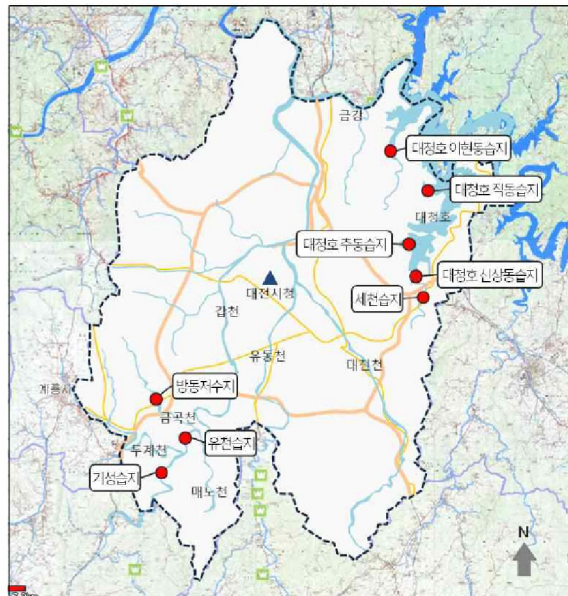 금강
대청호 이현동습지
대청호 직동습지
대청호
대청호 추동습지
대청호 신상동습지
대전시청
세천습지
갑천
유동천
대전천
계룡시
방동저수지
금곡천
유천습지
두계천
기성습지
매노천
N